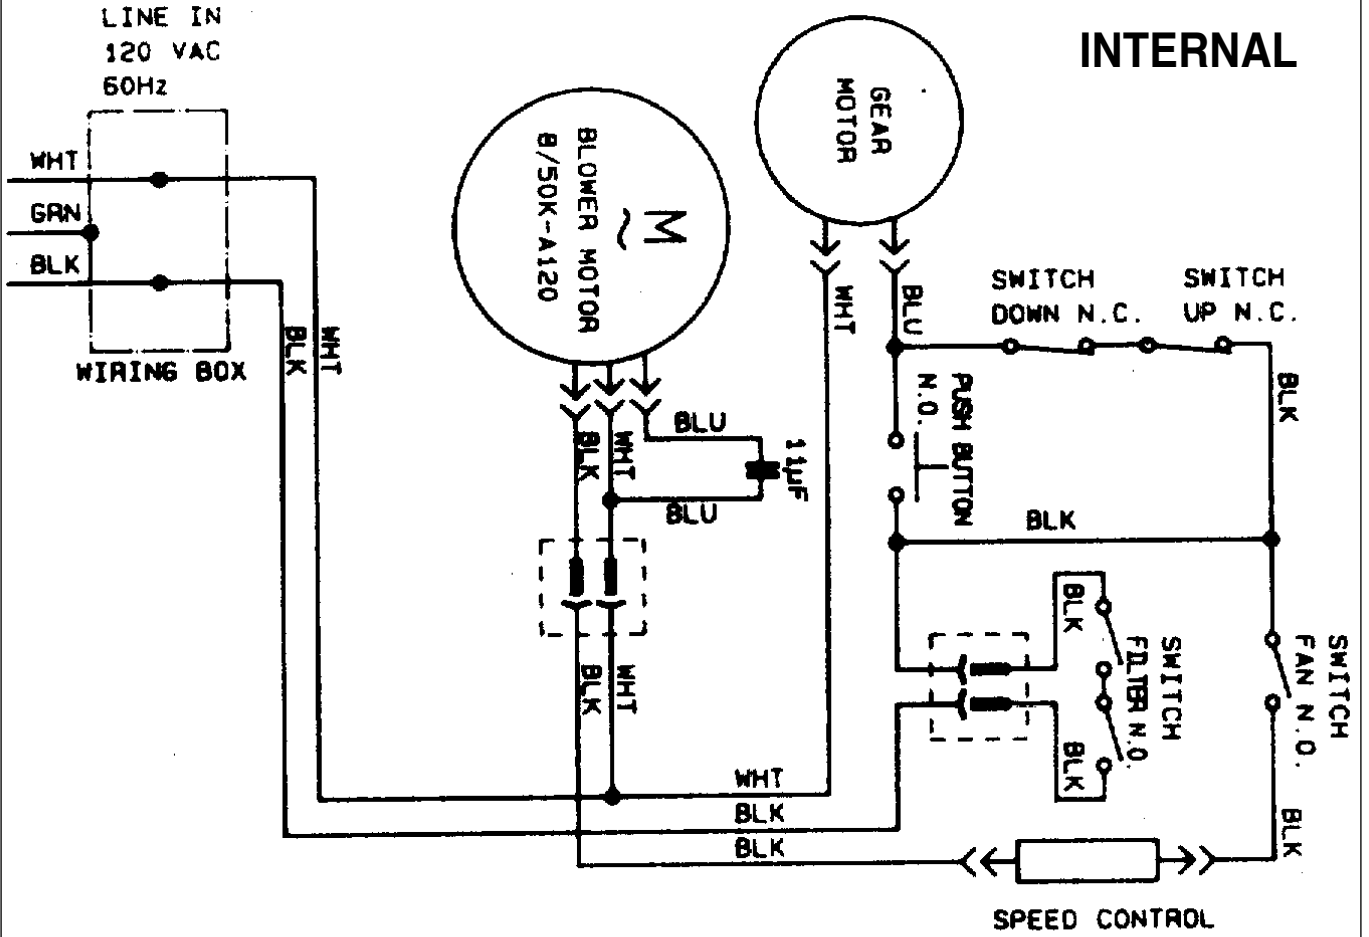 LINE IN
120 VAC
60Hz
INTERNAL
GEAR
MOTOR
BLOWER MOTOR
8/50K-A120
M
~
WHT
GRN
BLK
WIRING BOX
BLK
WHT
WHT
BLU
SWITCH
DOWN N.C.
SWITCH
UP N.C.
BLK
PUSH BUTTON
N.O.
BLU
BLK
WHT
11µF
BLU
BLK
BLK
WHT
BLK
BLK
SWITCH
FILTER N.O.
SWITCH
FAN N.O.
WHT
BLK
BLK
BLK
SPEED CONTROL